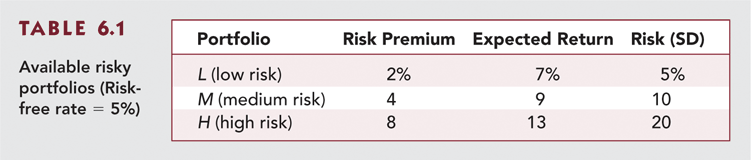 TABLE 6.1
Available risky
portfolios (Risk-
free rate = 5%)
Portfolio Risk Premium Expected Return Risk (SD)
L (low risk) 2% 7% 5%
M (medium risk) 4 9 10
H (high risk) 8 13 20